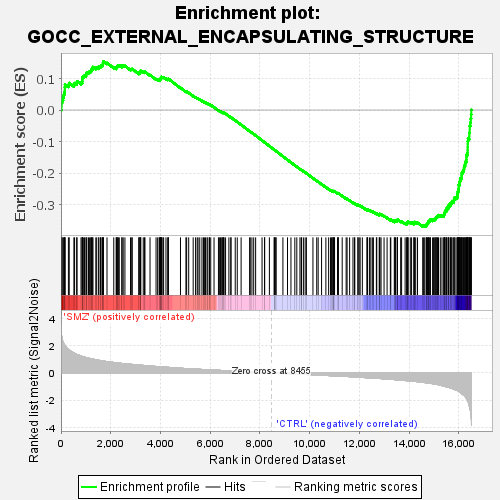 Enrichment plot:
GOCC_EXTERNAL_ENCAPSULATING_STRUCTURE
Enrichment score (ES)
0.1
0.0
-0.1
-0.2
-0.3
'SMZ' (positively correlated)
Ranked list metric (Signal2Noise)
4
2
0
-2
-4
Zero cross at 8455
'CTRL' (negatively correlated)
0
2,000
4,000
6,000
8,000
10,000
12,000
14,000
16,000
Rank in Ordered Dataset
Enrichment profile
Hits
Ranking metric scores